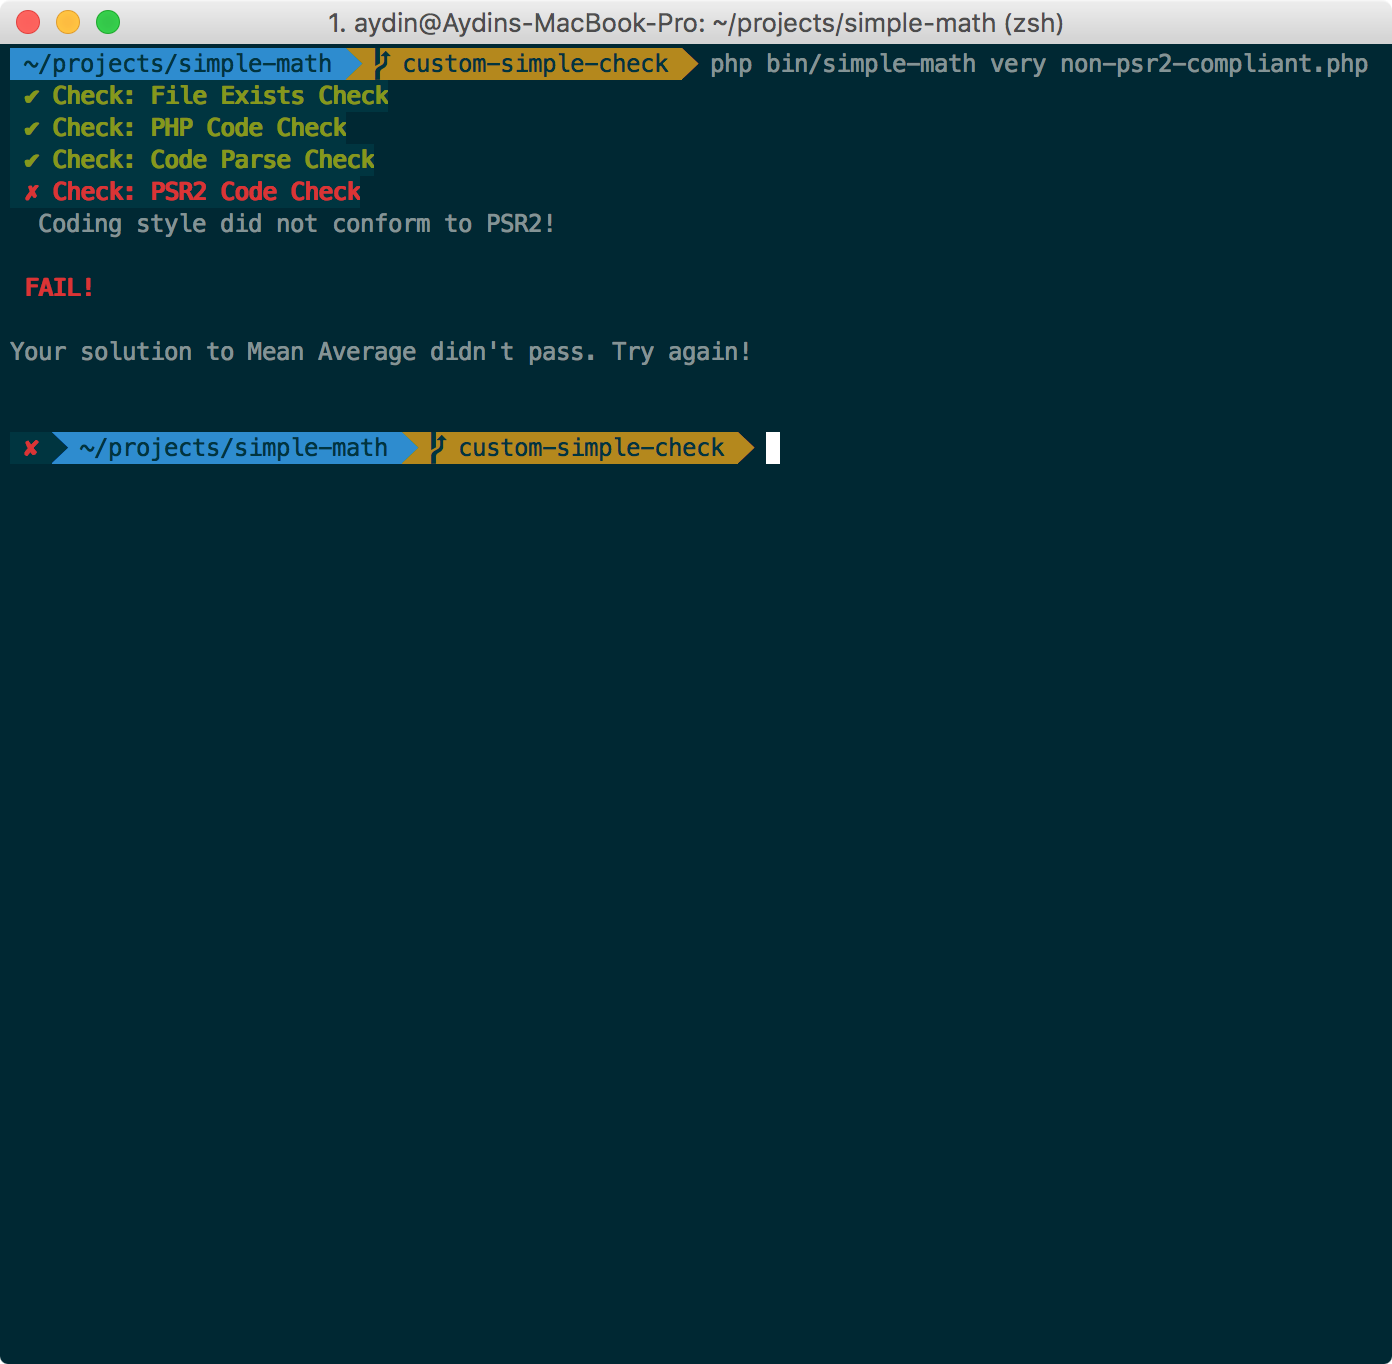 1. aydin@Aydins-MacBook-Pro: ~/projects/simple-math (zsh)
~/projects/simple-math custom-simple-check php bin/simple-math very non-psr2-compliant.php
✔ Check: File Exists Check
✔ Check: PHP Code Check
✔ Check: Code Parse Check
✗ Check: PSR2 Code Check
Coding style did not conform to PSR2!
FAIL!
Your solution to Mean Average didn't pass. Try again!
✘ ~/projects/simple-math custom-simple-check